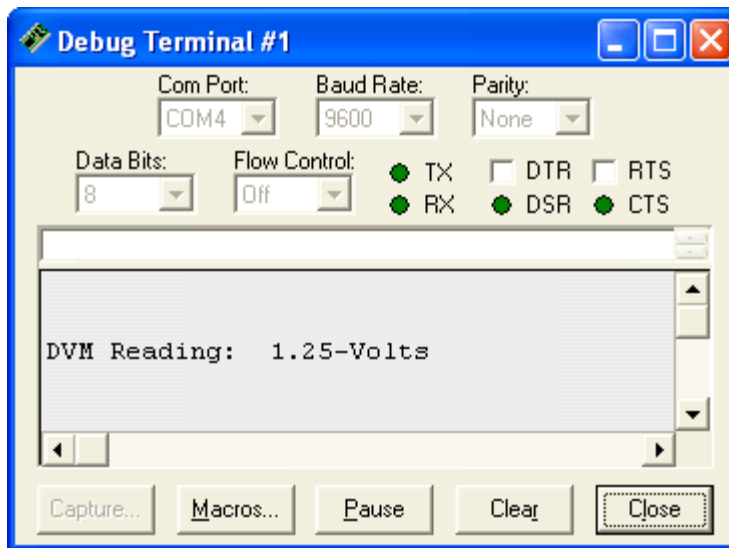 Debug Terminal #1
Com Port: Baud Rate: Parity:
COM4 9600 None
Data Bits: Flow Control: TX DTR RTS
8 Off RX DSR CTS
DVM Reading: 1.25-Volts
Capture... Macros... Pause Clear Close